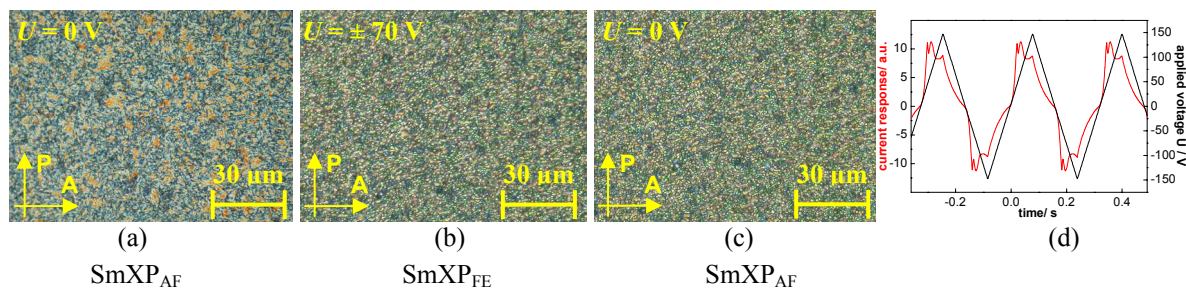 U = 0 V
P
A
30 µm
(a)
SmXP_AF
U = ± 70 V
P
A
30 µm
(b)
SmXP_FE
U = 0 V
P
A
30 µm
(c)
SmXP_AF
current response/ a.u.
10
5
0
-5
-10
150
100
50
0
-50
-100
-150
applied voltage U / V
-0.2 0.0 0.2 0.4
time/ s
(d)